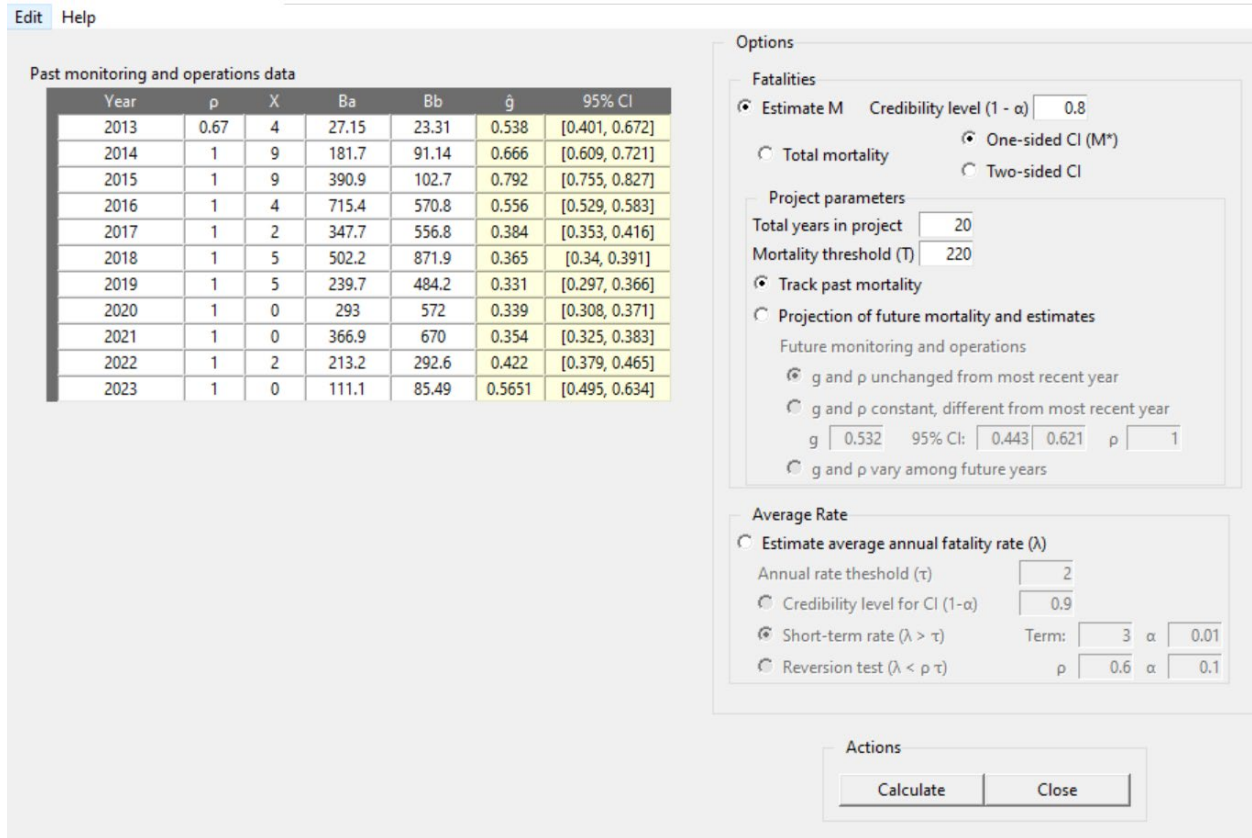 Edit Help
Past monitoring and operations data
Year ρ X Ba Bb ĝ 95% CI
2013 0.67 4 27.15 23.31 0.538 [0.401, 0.672]
2014 1 9 181.7 91.14 0.666 [0.609, 0.721]
2015 1 9 390.9 102.7 0.792 [0.755, 0.827]
2016 1 4 715.4 570.8 0.556 [0.529, 0.583]
2017 1 2 347.7 556.8 0.384 [0.353, 0.416]
2018 1 5 502.2 871.9 0.365 [0.34, 0.391]
2019 1 5 239.7 484.2 0.331 [0.297, 0.366]
2020 1 0 293 572 0.339 [0.308, 0.371]
2021 1 0 366.9 670 0.354 [0.325, 0.383]
2022 1 2 213.2 292.6 0.422 [0.379, 0.465]
2023 1 0 111.1 85.49 0.5651 [0.495, 0.634]
Options
Fatalities
Estimate M Credibility level (1 - α) 0.8
One-sided CI (M*)
Total mortality
Two-sided CI
Project parameters
Total years in project 20
Mortality threshold (T) 220
Track past mortality
Projection of future mortality and estimates
Future monitoring and operations
g and ρ unchanged from most recent year
g and ρ constant, different from most recent year
g 0.532 95% CI: 0.443 0.621 ρ 1
g and ρ vary among future years
Average Rate
Estimate average annual fatality rate (λ)
Annual rate theshold (τ) 2
Credibility level for CI (1-α) 0.9
Short-term rate (λ > τ) Term: 3 α 0.01
Reversion test (λ < ρ τ) ρ 0.6 α 0.1
Actions
Calculate Close